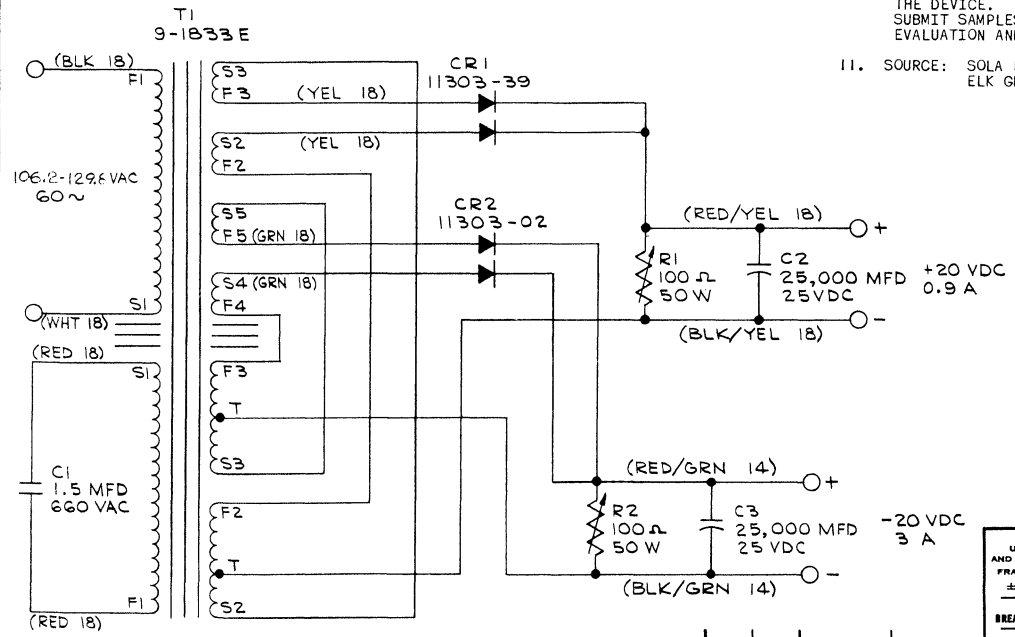 T1
9-1833E
(BLK 18)
F1
106.2-129.8 VAC
60~
S1
(WHT 18)
(RED 18)
S1
C1
1.5 MFD
660 VAC
F1
(RED 18)
S3
F3 (YEL 18)
S2 (YEL 18)
F2
S5
F5 (GRN 18)
S4 (GRN 18)
F4
F3
T
S3
F2
T
S2
CR1
11303-39
CR2
11303-02
(RED/YEL 18)
+
R1
100 Ω
50 W
C2
25,000 MFD
25VDC
+20 VDC
0.9 A
(BLK/YEL 18)
-
(RED/GRN 14)
+
R2
100 Ω
50 W
C3
25,000 MFD
25 VDC
-20 VDC
3 A
(BLK/GRN 14)
-
THE DEVICE.
SUBMIT SAMPLES
EVALUATION AN
11. SOURCE: SOLA
ELK G
U
AND
FRA
±
BREA